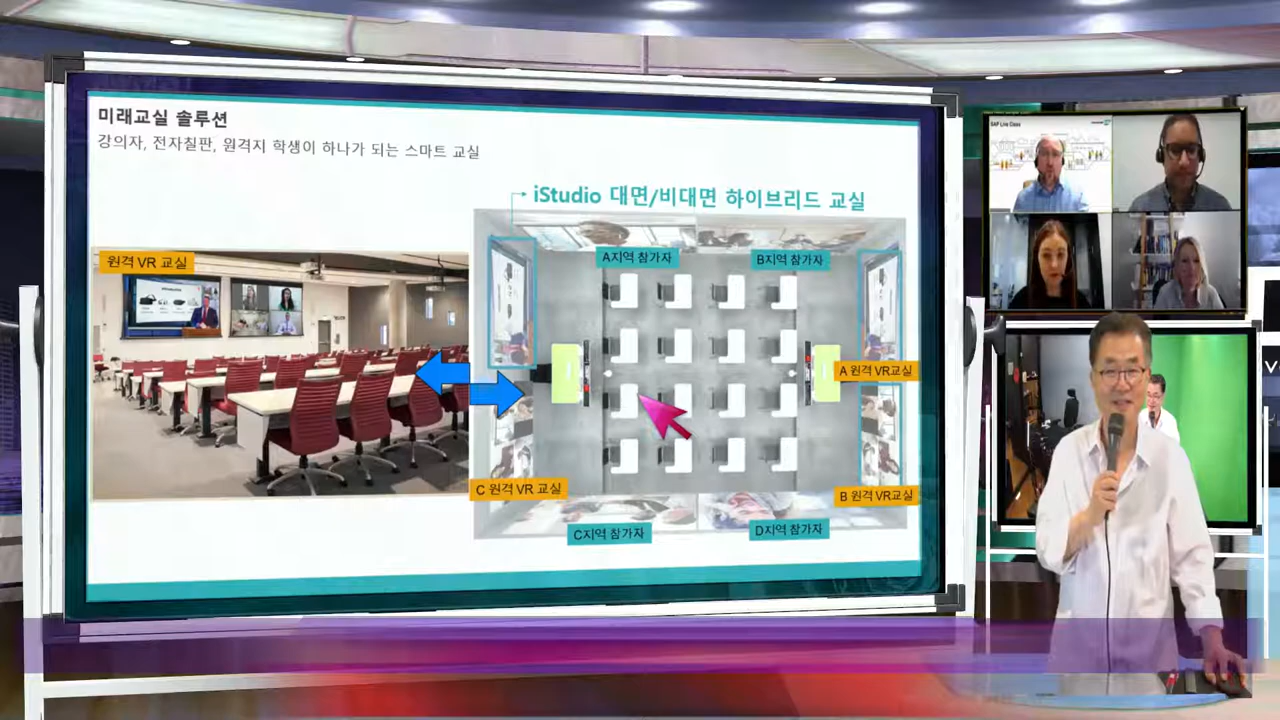 미래교실 솔루션
강의자, 전자칠판, 원격지 학생이 하나가 되는 스마트 교실
iStudio 대면/비대면 하이브리드 교실
원격 VR 교실
A지역 참가자
B지역 참가자
A 원격 VR교실
C 원격 VR 교실
B 원격 VR교실
C지역 참가자
D지역 참가자
SAP Live Class